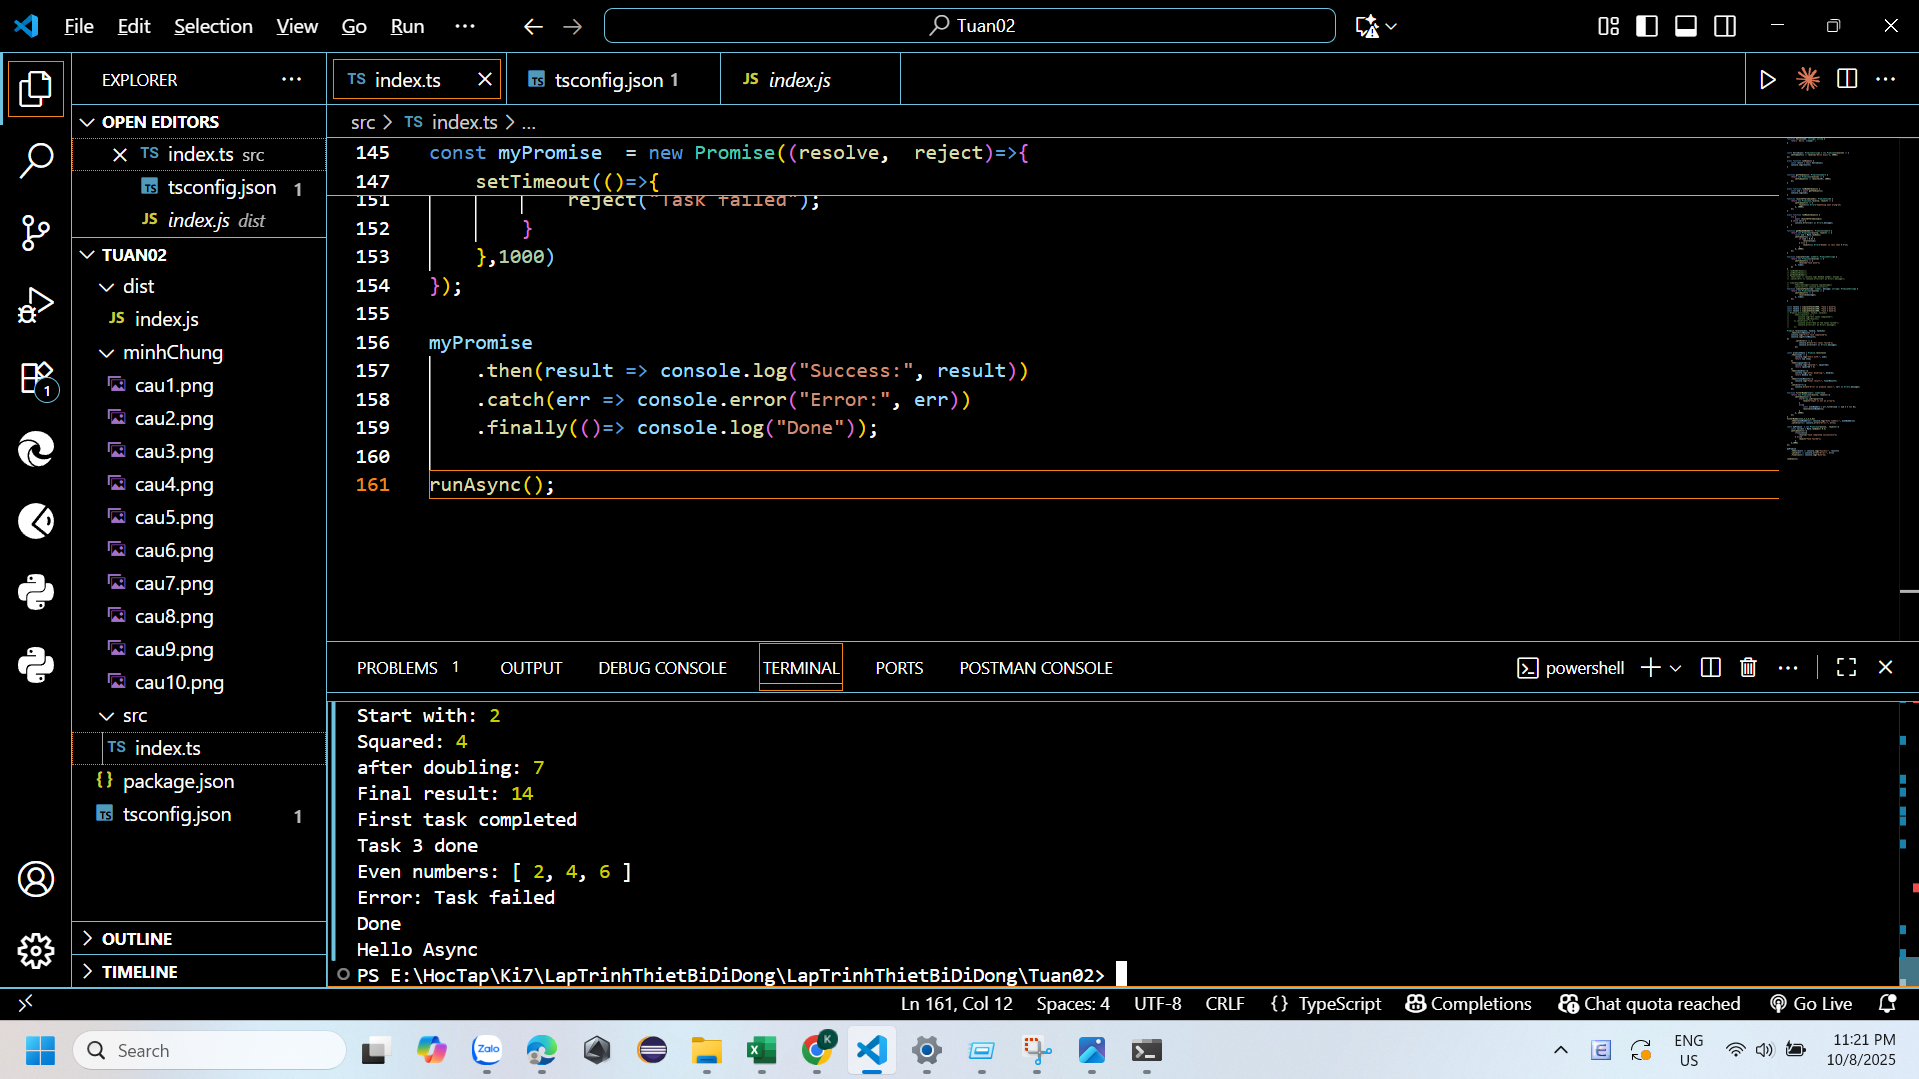 File Edit Selection View Go Run ··· Tuan02
EXPLORER ···
OPEN EDITORS
TS index.ts src
TS tsconfig.json 1
JS index.js dist
TUAN02
dist
JS index.js
minhChung
cau1.png
cau2.png
cau3.png
cau4.png
cau5.png
cau6.png
cau7.png
cau8.png
cau9.png
cau10.png
src
TS index.ts
{} package.json
TS tsconfig.json 1
OUTLINE
TIMELINE
1
TS index.ts
TS tsconfig.json 1
JS index.js
src > TS index.ts > ...
145 const myPromise = new Promise((resolve, reject)=>{
147 setTimeout(()=>{
151 reject("Task failed");
152 }
153 },1000)
154 });
155
156 myPromise
157 .then(result => console.log("Success:", result))
158 .catch(err => console.error("Error:", err))
159 .finally(()=> console.log("Done"));
160
161 runAsync();
PROBLEMS 1 OUTPUT DEBUG CONSOLE TERMINAL PORTS POSTMAN CONSOLE powershell
Start with: 2
Squared: 4
after doubling: 7
Final result: 14
First task completed
Task 3 done
Even numbers: [ 2, 4, 6 ]
Error: Task failed
Done
Hello Async
PS E:\HocTap\Ki7\LapTrinhThietBiDiDong\LapTrinhThietBiDiDong\Tuan02>
Ln 161, Col 12 Spaces: 4 UTF-8 CRLF {} TypeScript Completions Chat quota reached Go Live
Search
Zalo
K
E
ENG
US
11:21 PM
10/8/2025